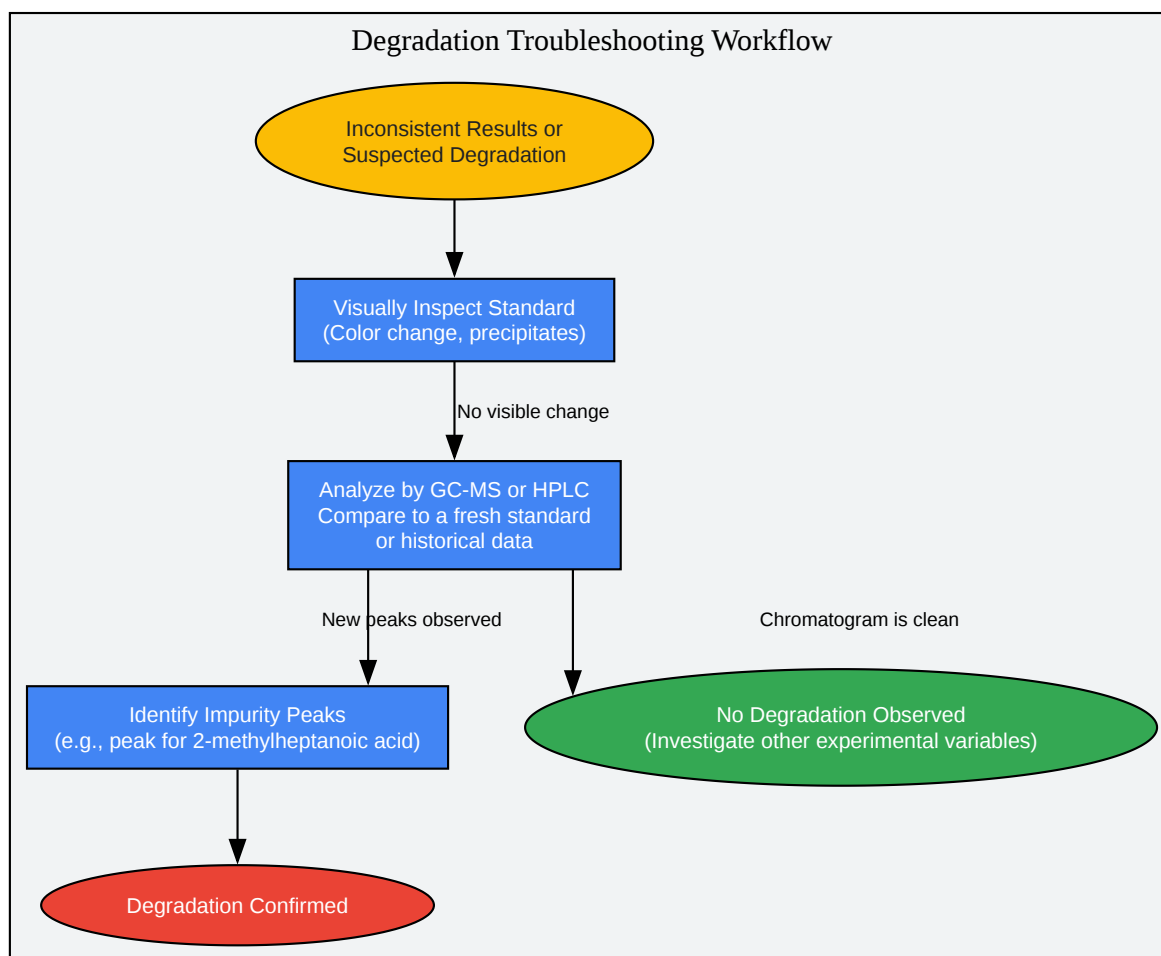 Degradation Troubleshooting Workflow
Inconsistent Results or
Suspected Degradation
Visually Inspect Standard
(Color change, precipitates)
No visible change
Analyze by GC-MS or HPLC
Compare to a fresh standard
or historical data
New peaks observed
Chromatogram is clean
Identify Impurity Peaks
(e.g., peak for 2-methylheptanoic acid)
No Degradation Observed
(Investigate other experimental variables)
Degradation Confirmed